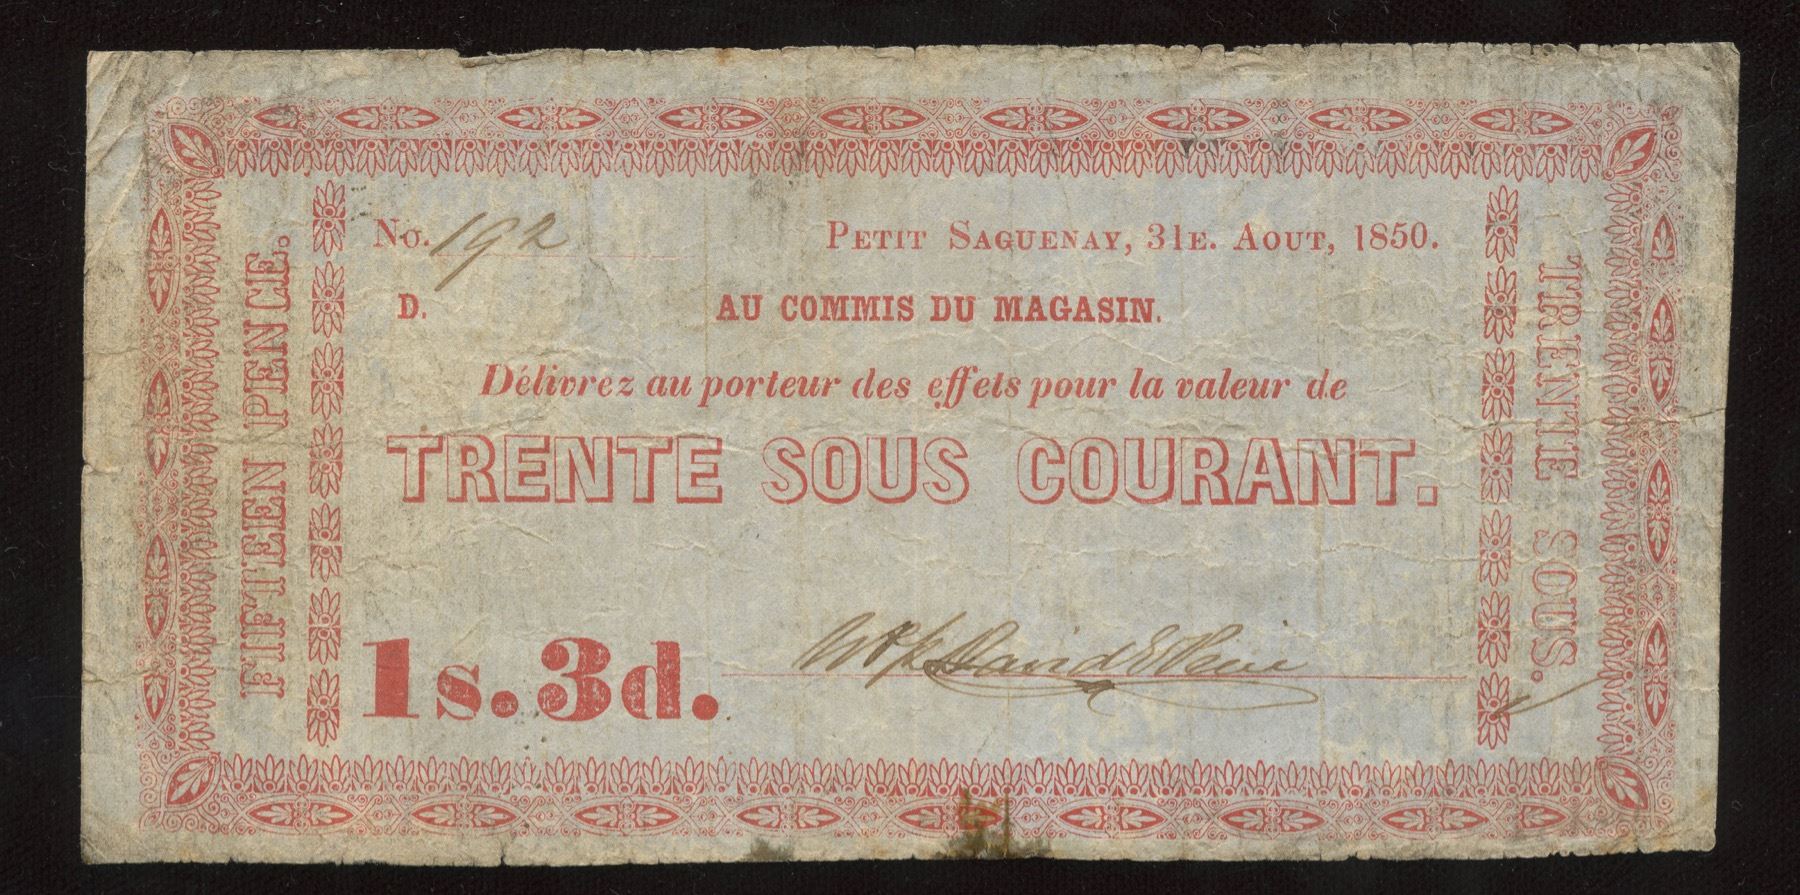 No. 192
PETIT SAGUENAY, 31E. AOUT, 1850.
D.
AU COMMIS DU MAGASIN.
Délivrez au porteur des effets pour la valeur de
TRENTE SOUS COURANT.
1s. 3d.
FIFTEEN PENCE.
TRENTE SOUS.